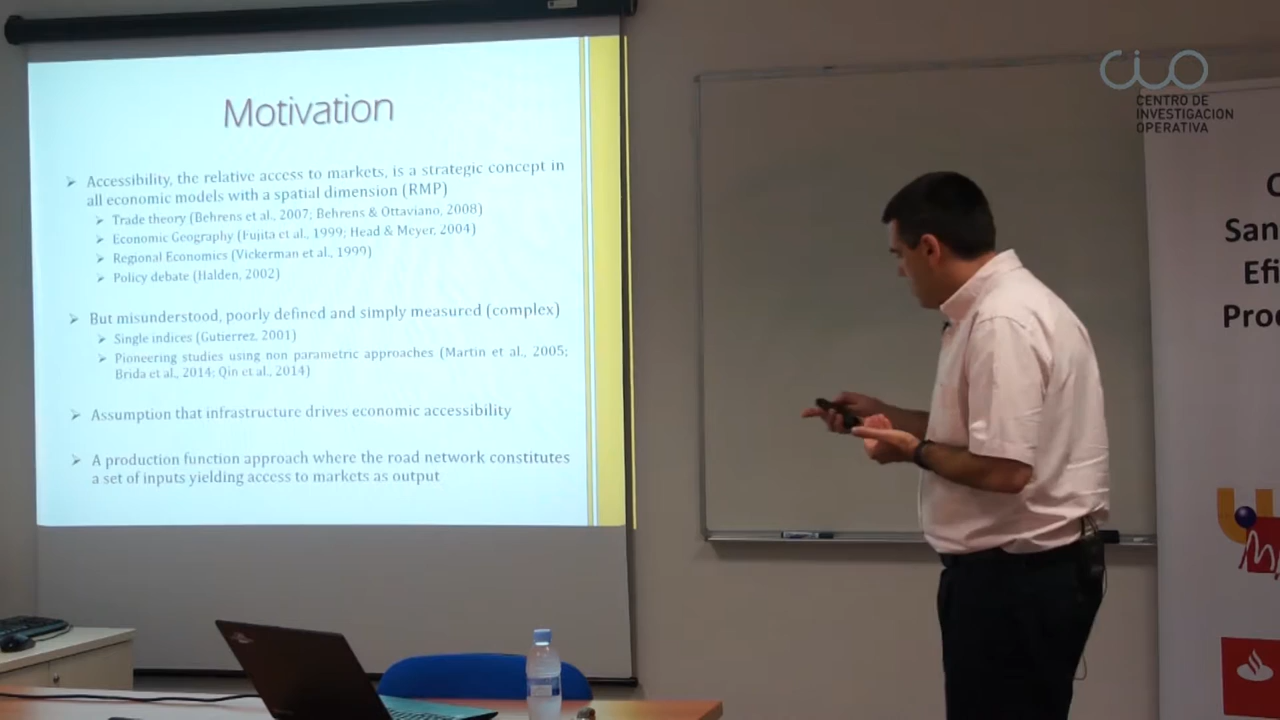 Motivation
Accessibility, the relative access to markets, is a strategic concept in
all economic models with a spatial dimension (RMP)
Trade theory (Behrens et al., 2007; Behrens & Ottaviano, 2008)
Economic Geography (Fujita et al., 1999; Head & Meyer, 2004)
Regional Economics (Vickerman et al., 1999)
Policy debate (Halden, 2002)
But misunderstood, poorly defined and simply measured (complex)
Single indices (Gutierrez, 2001)
Pioneering studies using non parametric approaches (Martin et al., 2005;
Brida et al., 2014; Qin et al., 2014)
Assumption that infrastructure drives economic accessibility
A production function approach where the road network constitutes
a set of inputs yielding access to markets as output
CIO
CENTRO DE
INVESTIGACION
OPERATIVA
San
Efi
Proc